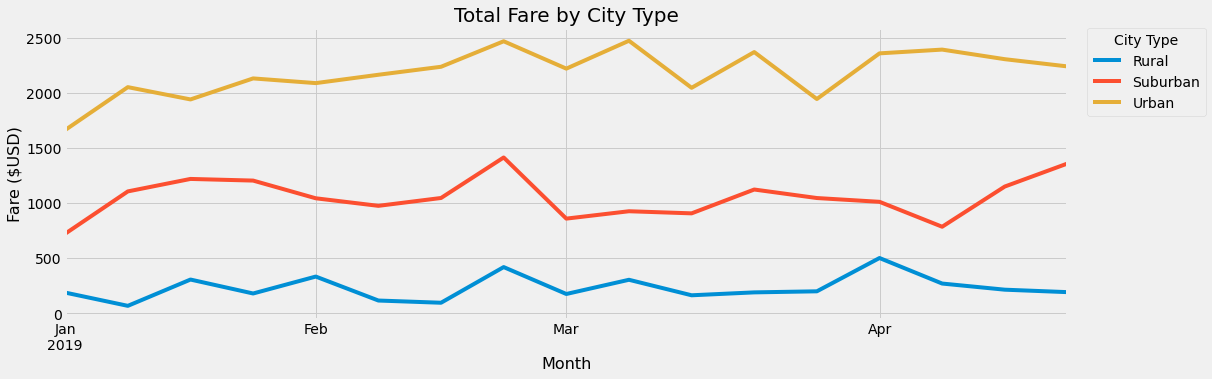 Total Fare by City Type
City Type
Rural
Suburban
Urban
Fare ($USD)
2500
2000
1500
1000
500
0
Jan
2019
Feb
Mar
Apr
Month